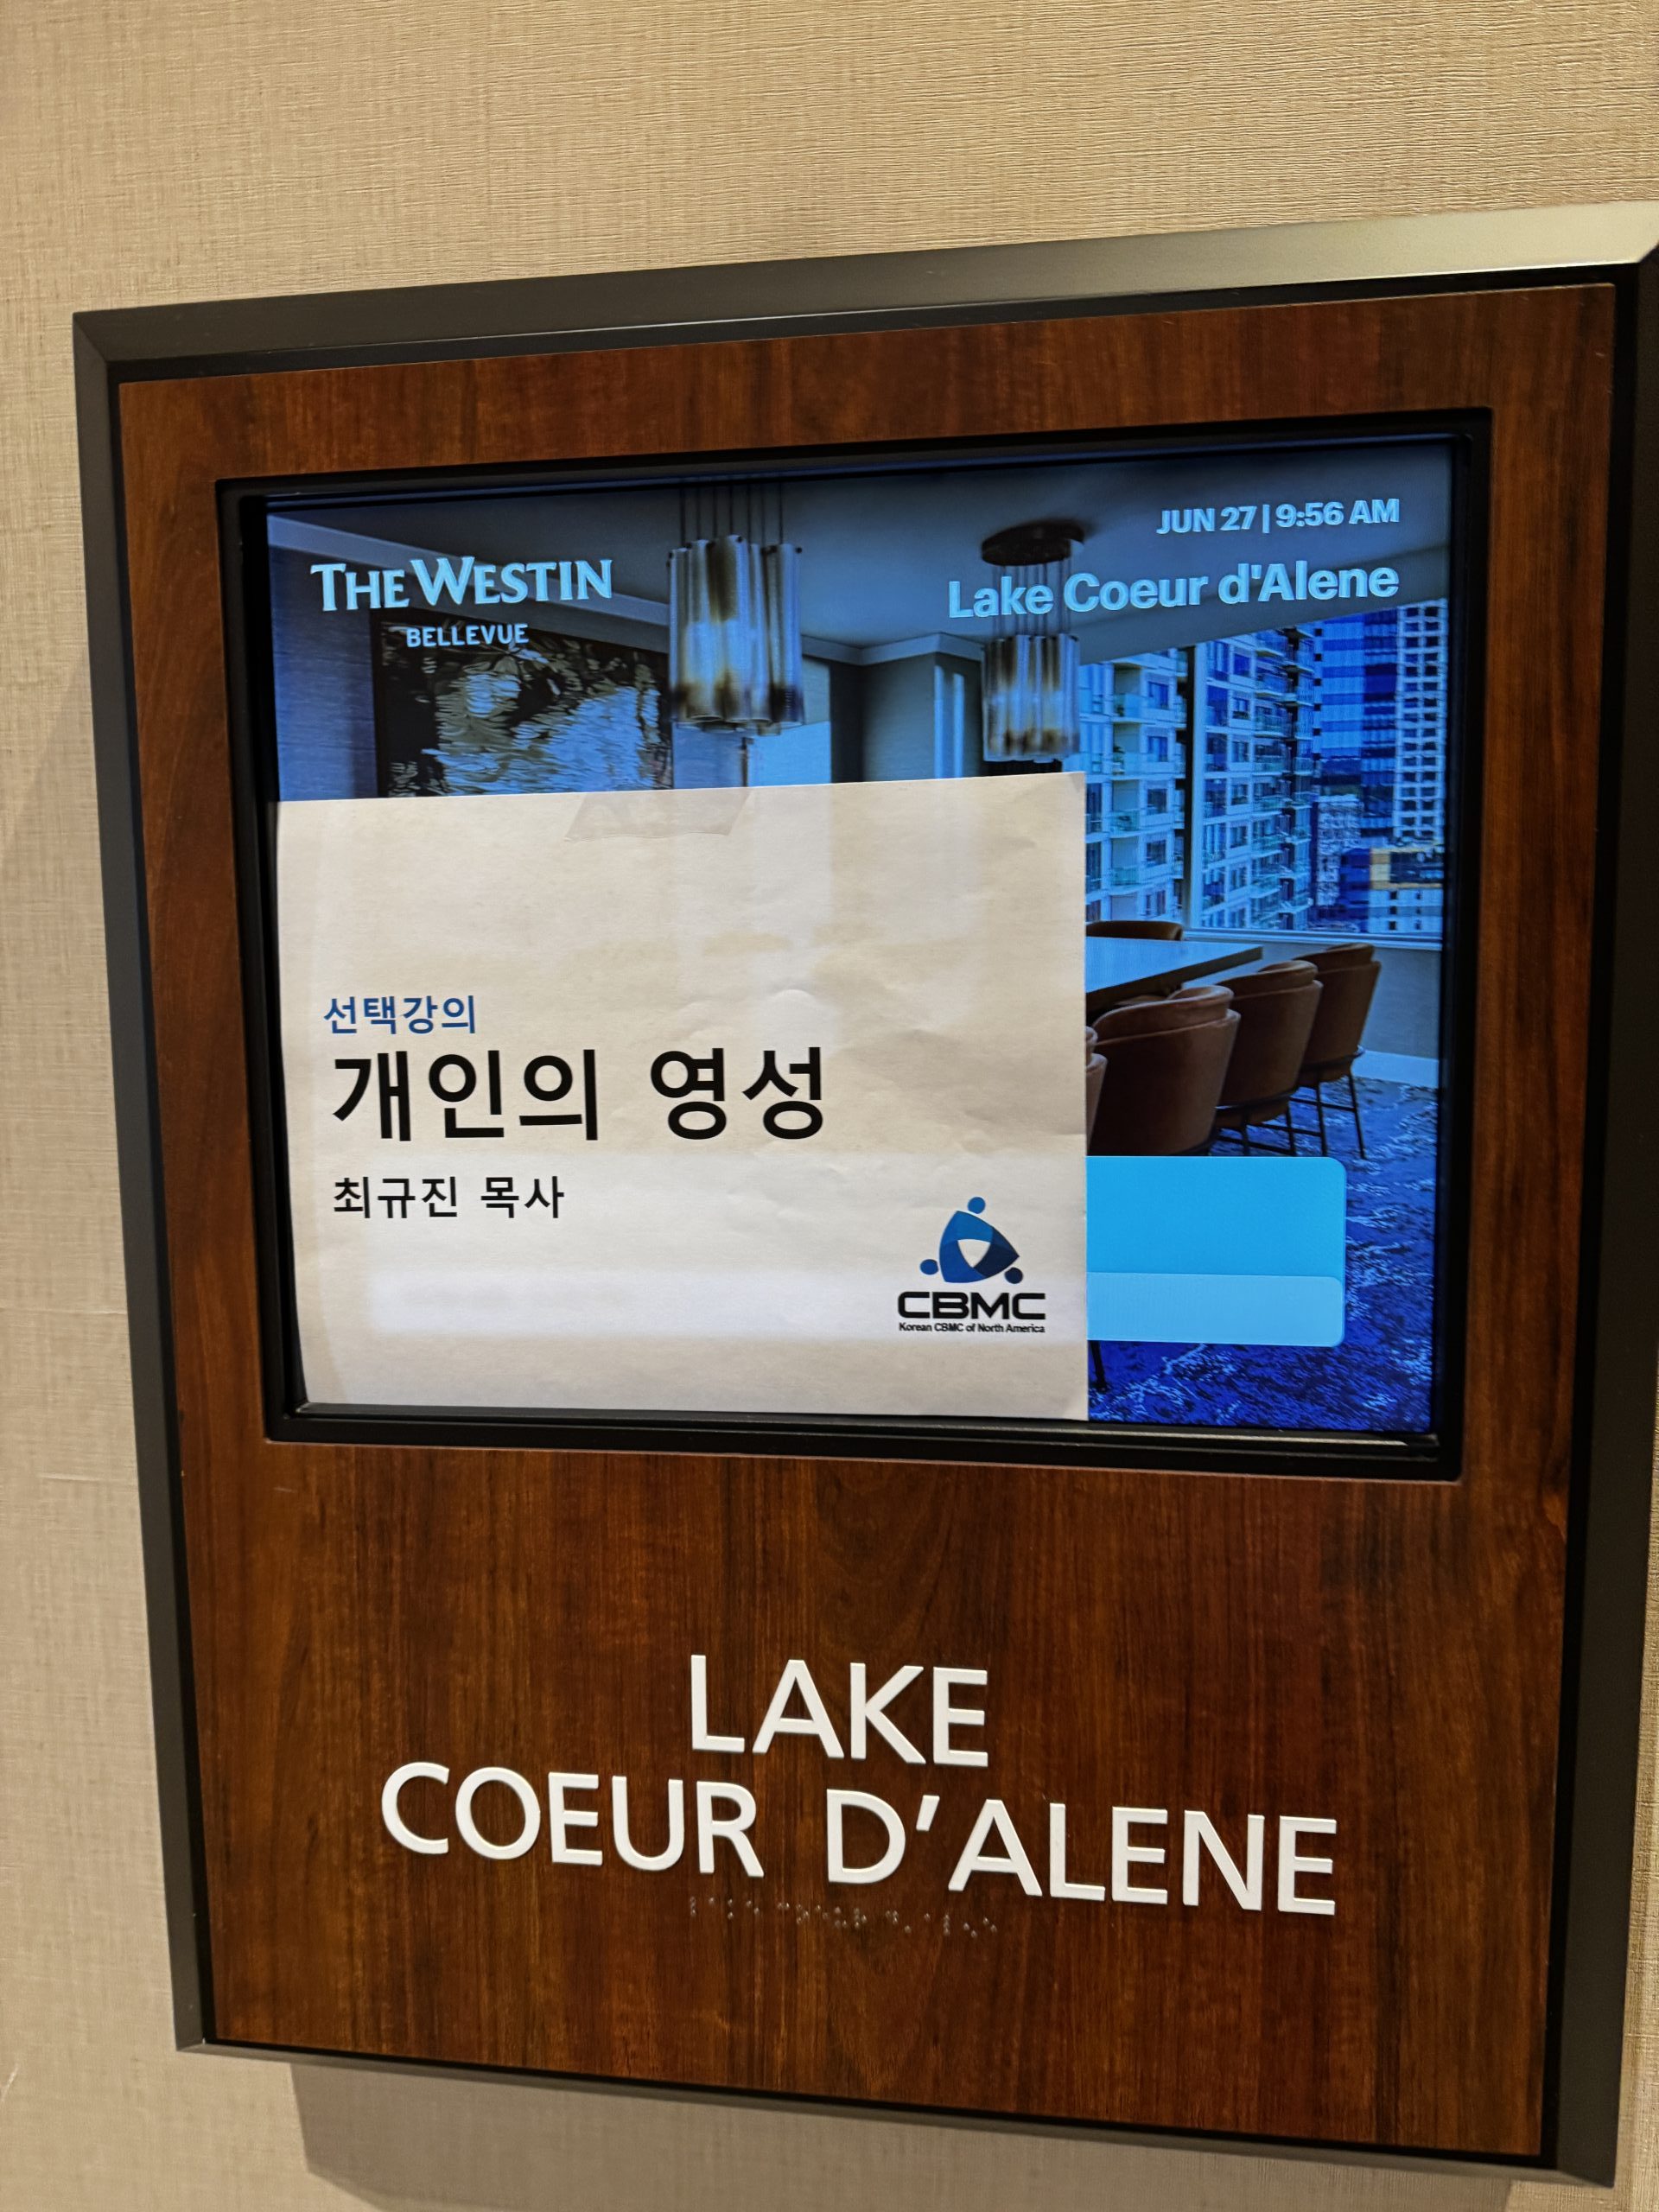 JUN 27 | 9:56 AM
THE WESTIN
BELLEVUE
Lake Coeur d'Alene
선택강의
개인의 영성
최규진 목사
CBMC
Korean CBMC of North America
LAKE
COEUR D'ALENE